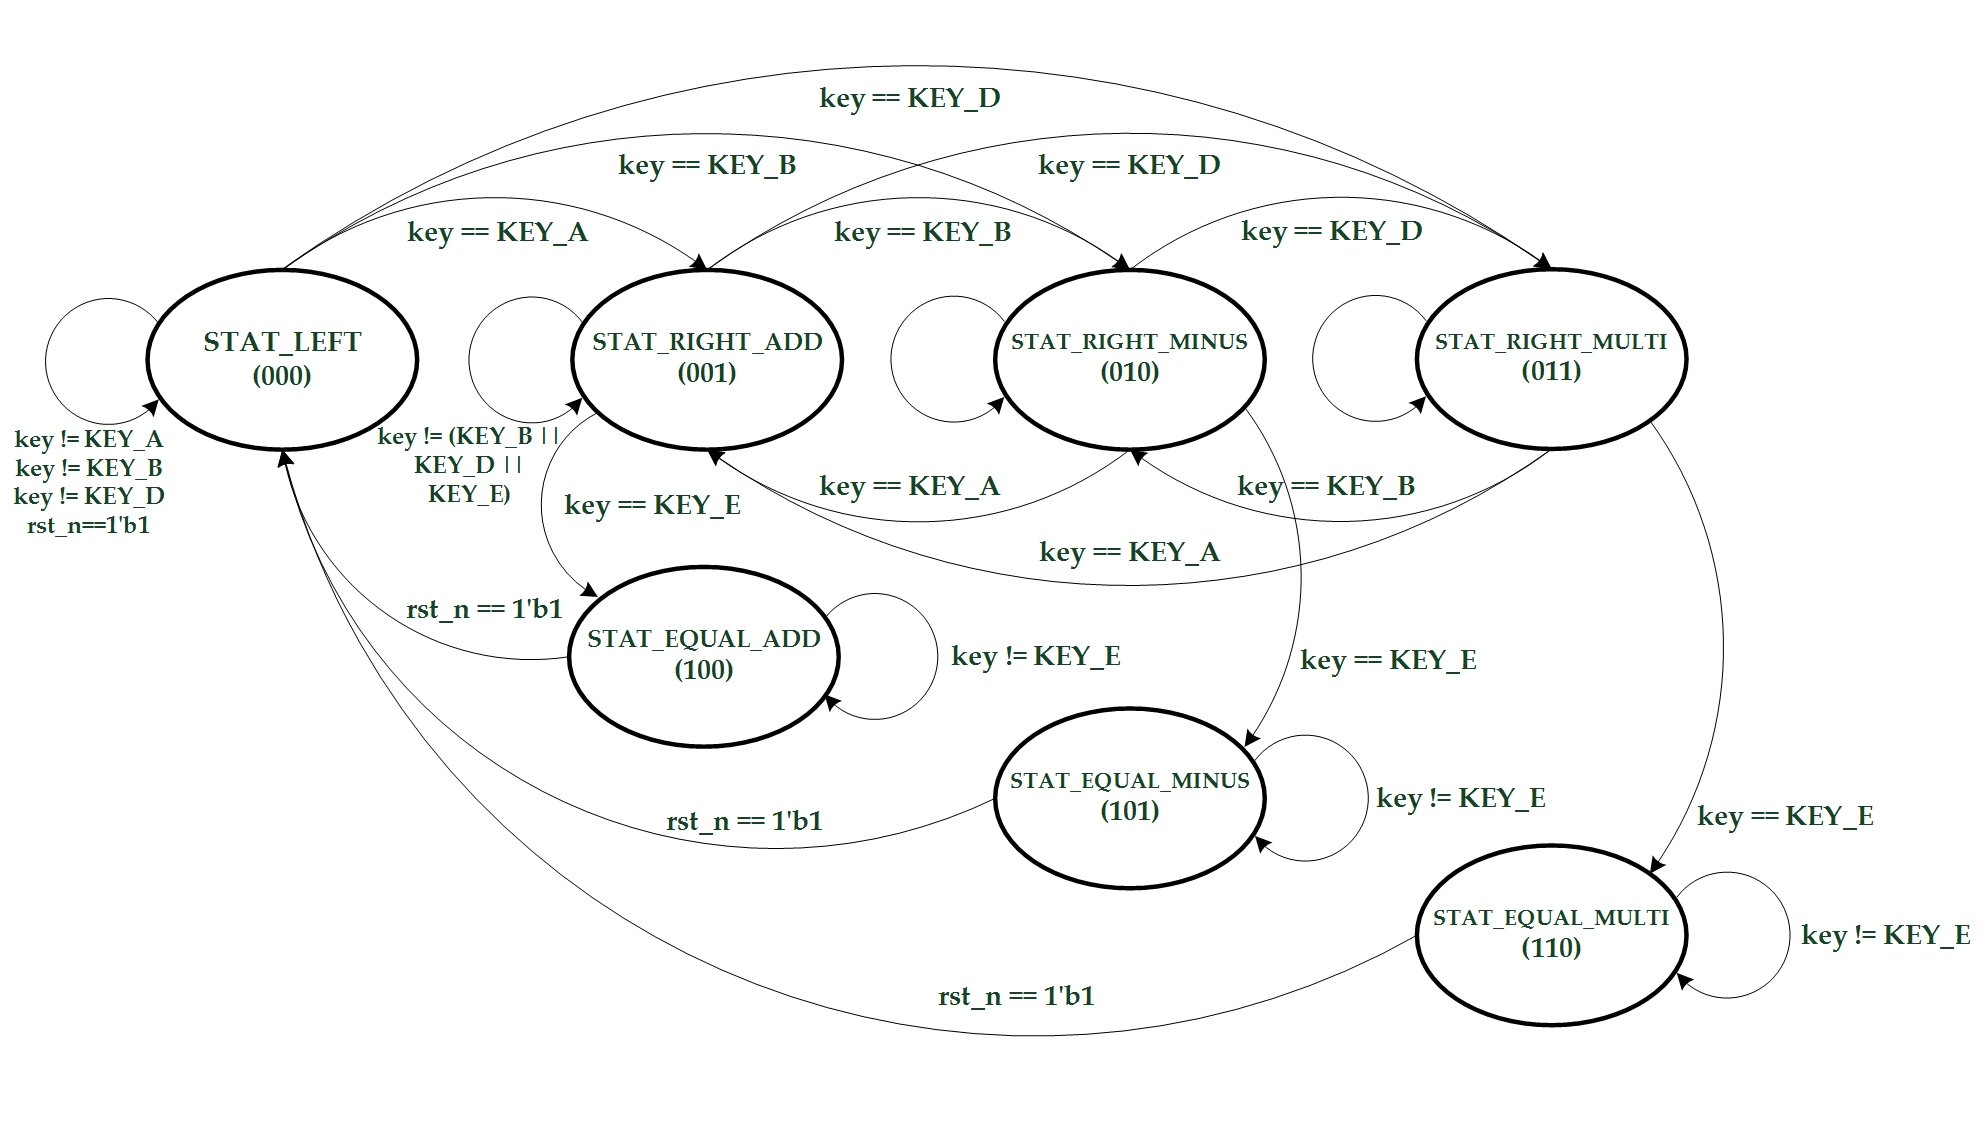 key == KEY_D
key == KEY_B
key == KEY_D
key == KEY_A
key == KEY_B
key == KEY_D
STAT_LEFT
(000)
STAT_RIGHT_ADD
(001)
STAT_RIGHT_MINUS
(010)
STAT_RIGHT_MULTI
(011)
key != KEY_A
key != KEY_B
key != KEY_D
rst_n==1'b1
key != (KEY_B ||
KEY_D ||
KEY_E)
key == KEY_E
key == KEY_A
key == KEY_B
key == KEY_A
rst_n == 1'b1
STAT_EQUAL_ADD
(100)
key != KEY_E
key == KEY_E
STAT_EQUAL_MINUS
(101)
key != KEY_E
rst_n == 1'b1
key == KEY_E
STAT_EQUAL_MULTI
(110)
key != KEY_E
rst_n == 1'b1